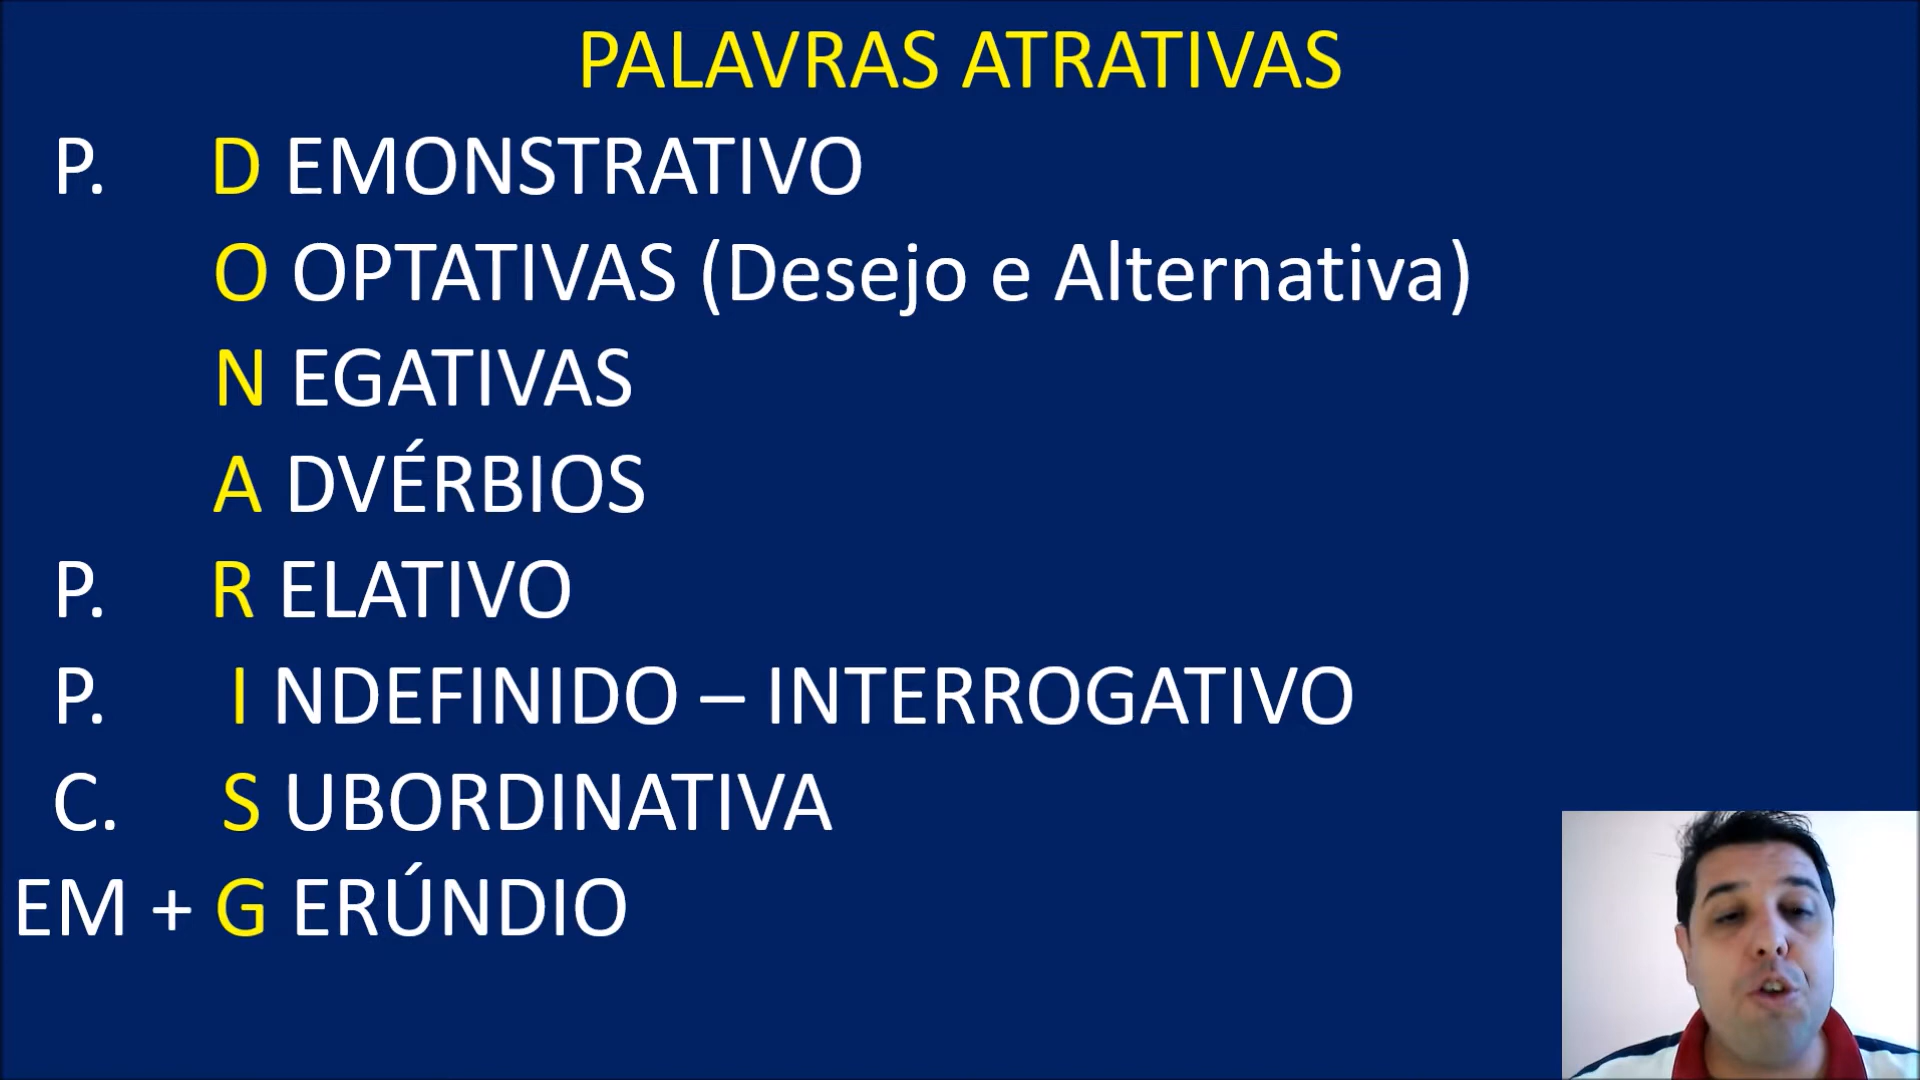 PALAVRAS ATRATIVAS
P. D EMONSTRATIVO
O OPTATIVAS (Desejo e Alternativa)
N EGATIVAS
A DVÉRBIOS
P. R ELATIVO
P. I NDEFINIDO – INTERROGATIVO
C. S UBORDINATIVA
EM + G ERÚNDIO